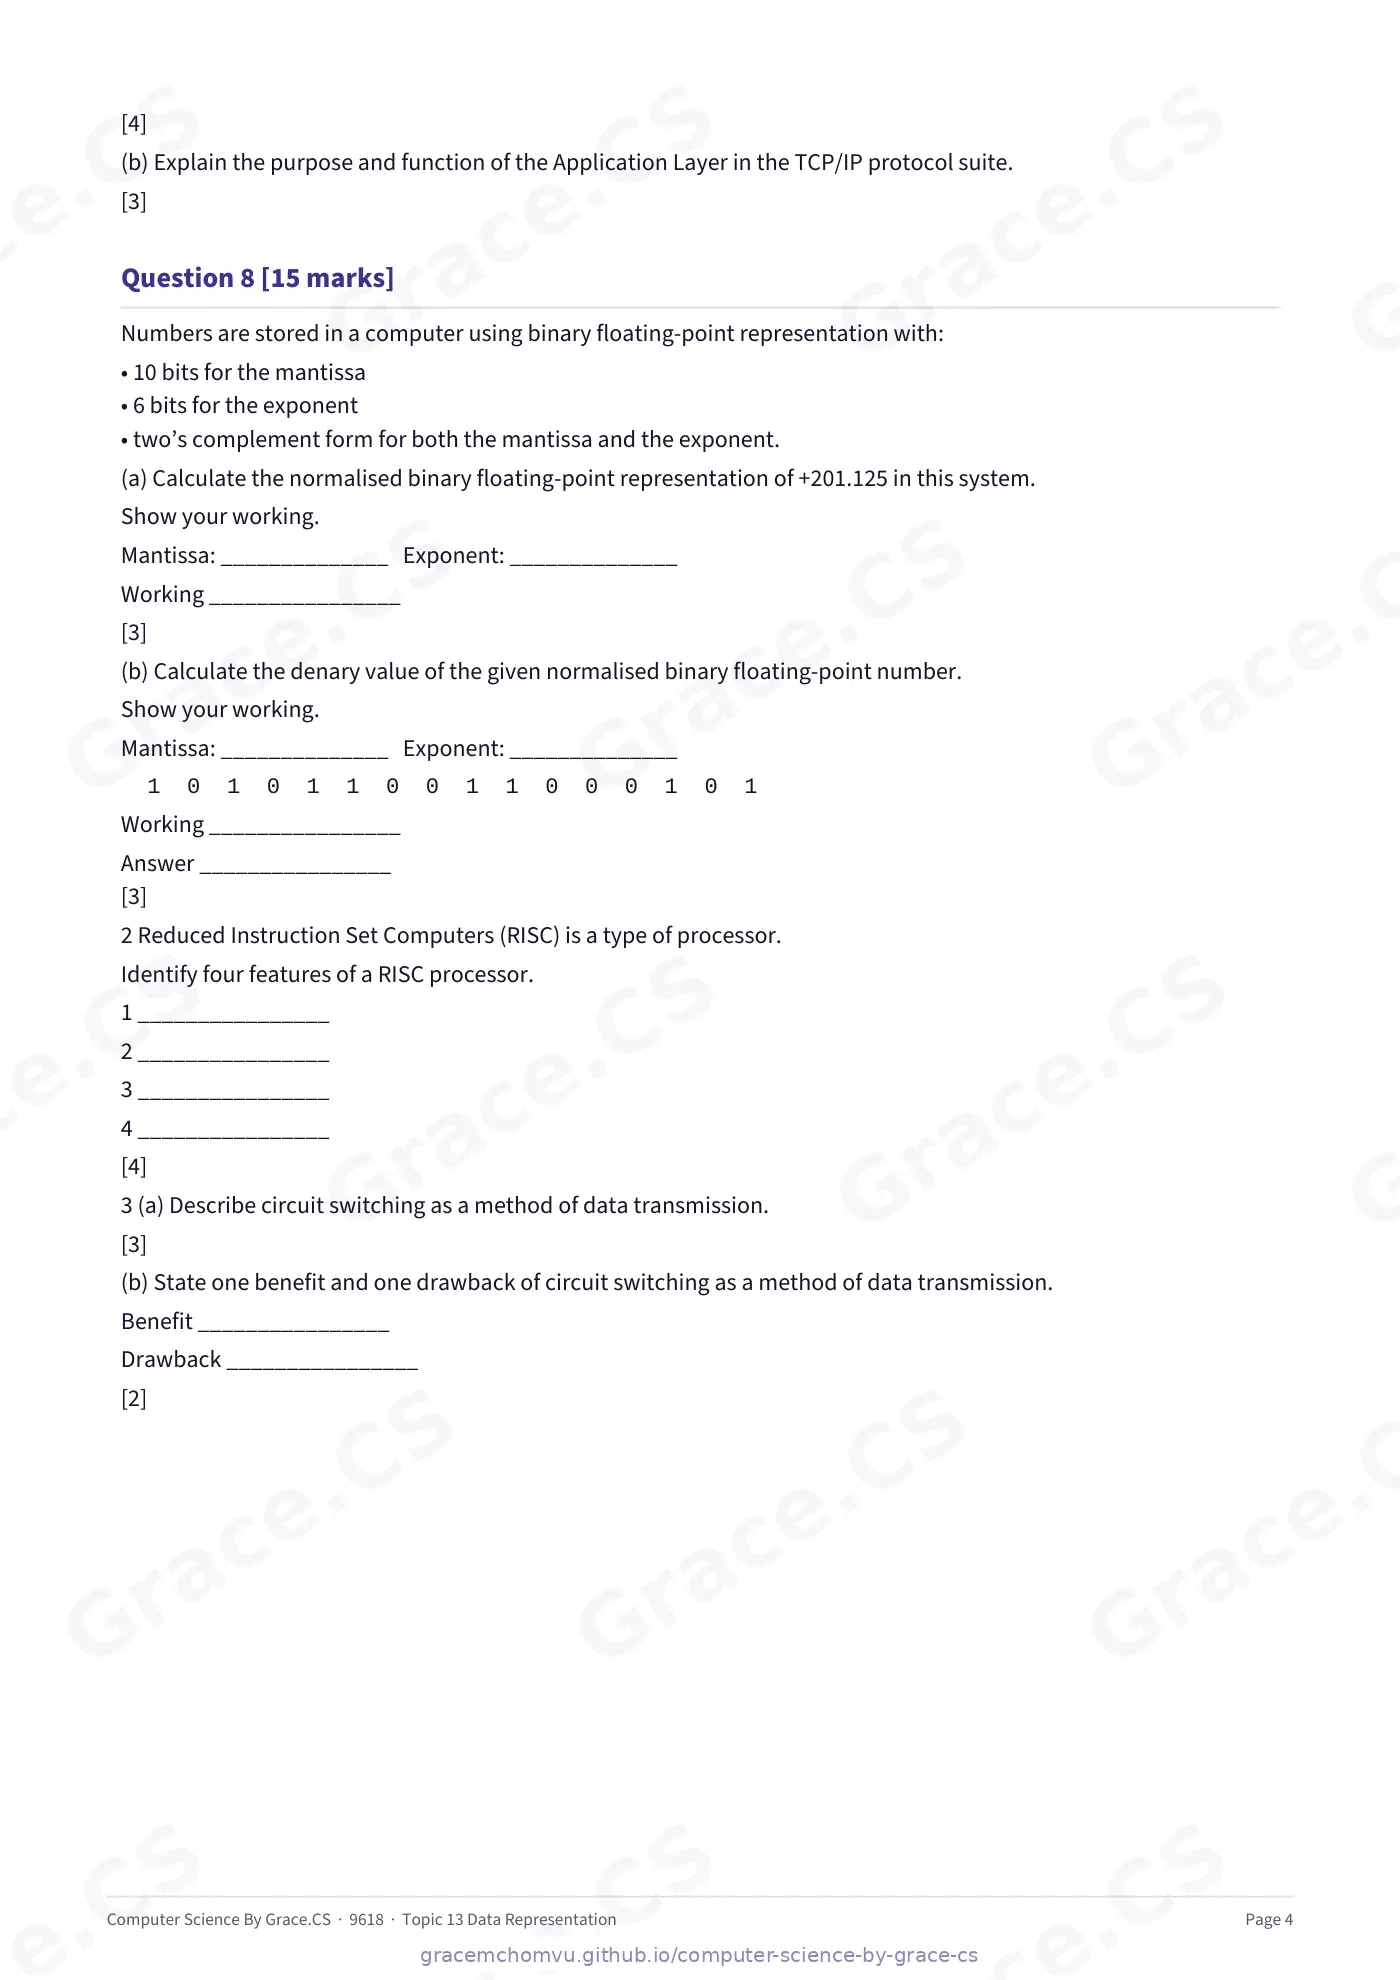 [4]
(b) Explain the purpose and function of the Application Layer in the TCP/IP protocol suite.
[3]
Question 8 [15 marks]
Numbers are stored in a computer using binary floating-point representation with:
• 10 bits for the mantissa
• 6 bits for the exponent
• two’s complement form for both the mantissa and the exponent.
(a) Calculate the normalised binary floating-point representation of +201.125 in this system.
Show your working.
Mantissa: ______________ Exponent: ______________
Working ________________
[3]
(b) Calculate the denary value of the given normalised binary floating-point number.
Show your working.
Mantissa: ______________ Exponent: ______________
1 0 1 0 1 1 0 0 1 1 0 0 0 1 0 1
Working ________________
Answer ________________
[3]
2 Reduced Instruction Set Computers (RISC) is a type of processor.
Identify four features of a RISC processor.
1 ________________
2 ________________
3 ________________
4 ________________
[4]
3 (a) Describe circuit switching as a method of data transmission.
[3]
(b) State one benefit and one drawback of circuit switching as a method of data transmission.
Benefit ________________
Drawback ________________
[2]
Computer Science By Grace.CS · 9618 · Topic 13 Data Representation
Page 4
gracemchomvu.github.io/computer-science-by-grace-cs